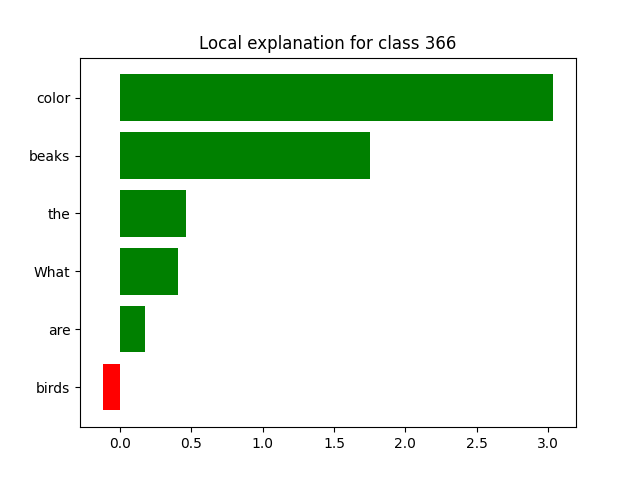 Local explanation for class 366
color
beaks
the
What
are
birds
0.0 0.5 1.0 1.5 2.0 2.5 3.0